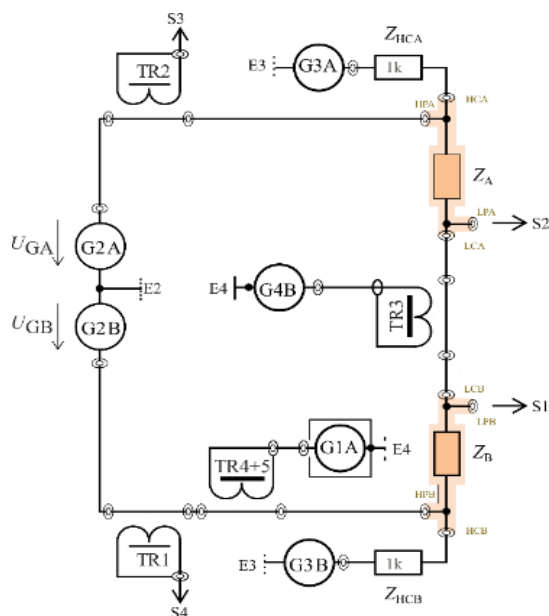 S3
Z_HCA
TR2
E3
G3A
1k
HPA
HCA
Z_A
U_GA
G2A
LPA
S2
LCA
E2
E4
G4B
TR3
U_GB
G2B
LCB
S1
LPB
G1A
E4
TR4+5
Z_B
HPB
TR1
HCB
E3
G3B
1k
Z_HCB
S4